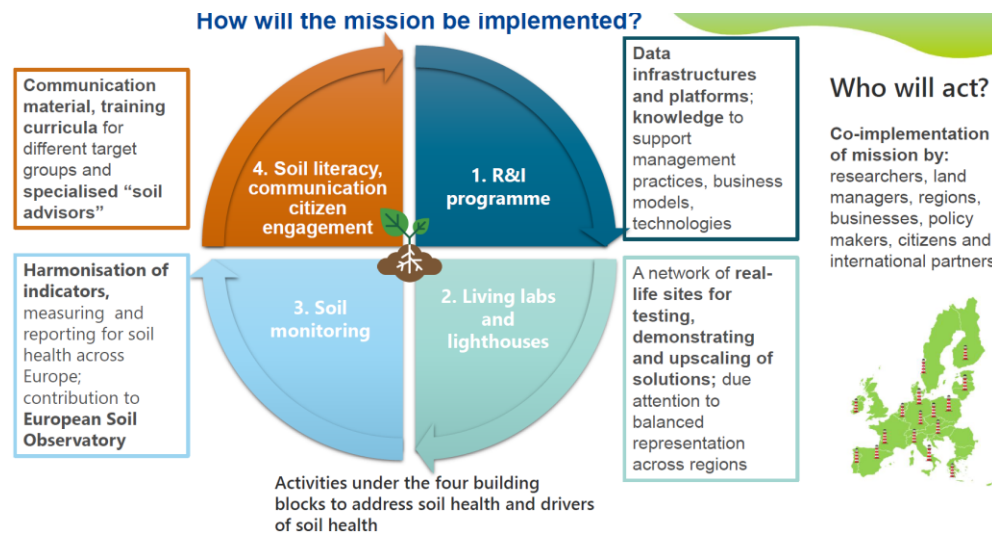 How will the mission be implemented?
Communication
material, training
curricula for
different target
groups and
specialised “soil
advisors”
4. Soil literacy,
communication
citizen
engagement
1. R&I
programme
Data
infrastructures
and platforms;
knowledge to
support
management
practices, business
models,
technologies
Harmonisation of
indicators,
measuring and
reporting for soil
health across
Europe;
contribution to
European Soil
Observatory
3. Soil
monitoring
2. Living labs
and
lighthouses
A network of real-
life sites for
testing,
demonstrating
and upscaling of
solutions; due
attention to
balanced
representation
across regions
Activities under the four building
blocks to address soil health and drivers
of soil health
Who will act?
Co-implementation
of mission by:
researchers, land
managers, regions,
businesses, policy
makers, citizens and
international partners